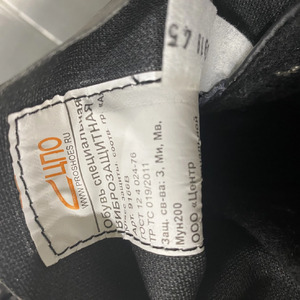 ЦПО
WWW.PROSHOES.RU
Обувь специальная
ВИБРОЗАЩИТНАЯ
Арт. 9166В
ГОСТ 12 4 024-76
ТР ТС 019/2011
Защ. св-ва: З, Ми, Мв,
Мун200
ООО «Центр
45